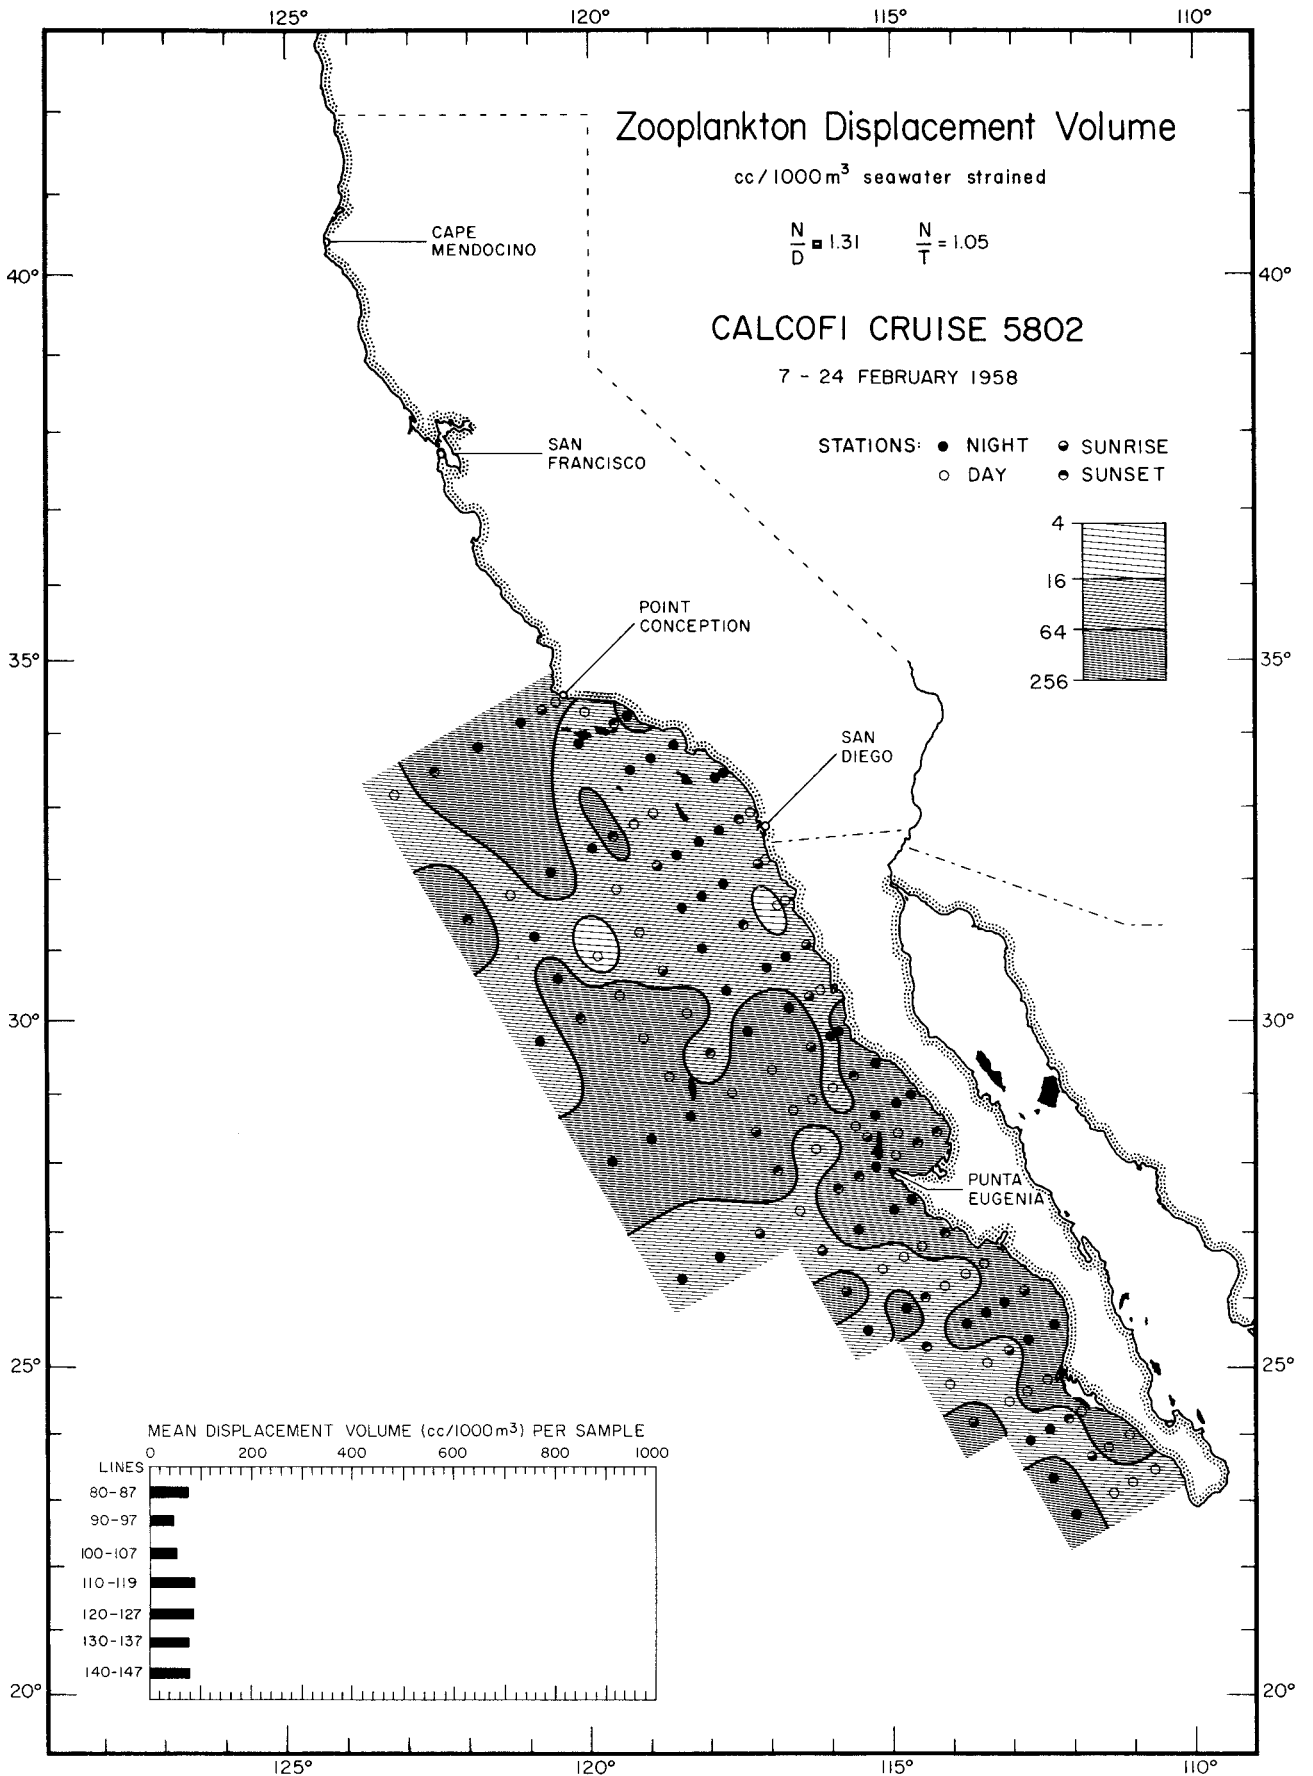 125° 120° 115° 110°
Zooplankton Displacement Volume
cc/1000m³ seawater strained
N/D = 1.31 N/T = 1.05
CALCOFI CRUISE 5802
7 - 24 FEBRUARY 1958
STATIONS: ● NIGHT SUNRISE
○ DAY SUNSET
4
16
64
256
CAPE
MENDOCINO
40° 40°
SAN
FRANCISCO
POINT
CONCEPTION
35° 35°
SAN
DIEGO
30° 30°
PUNTA
EUGENIA
25° 25°
MEAN DISPLACEMENT VOLUME (cc/1000m³) PER SAMPLE
0 200 400 600 800 1000
LINES
80-87
90-97
100-107
110-119
120-127
130-137
140-147
20° 20°
125° 120° 115° 110°